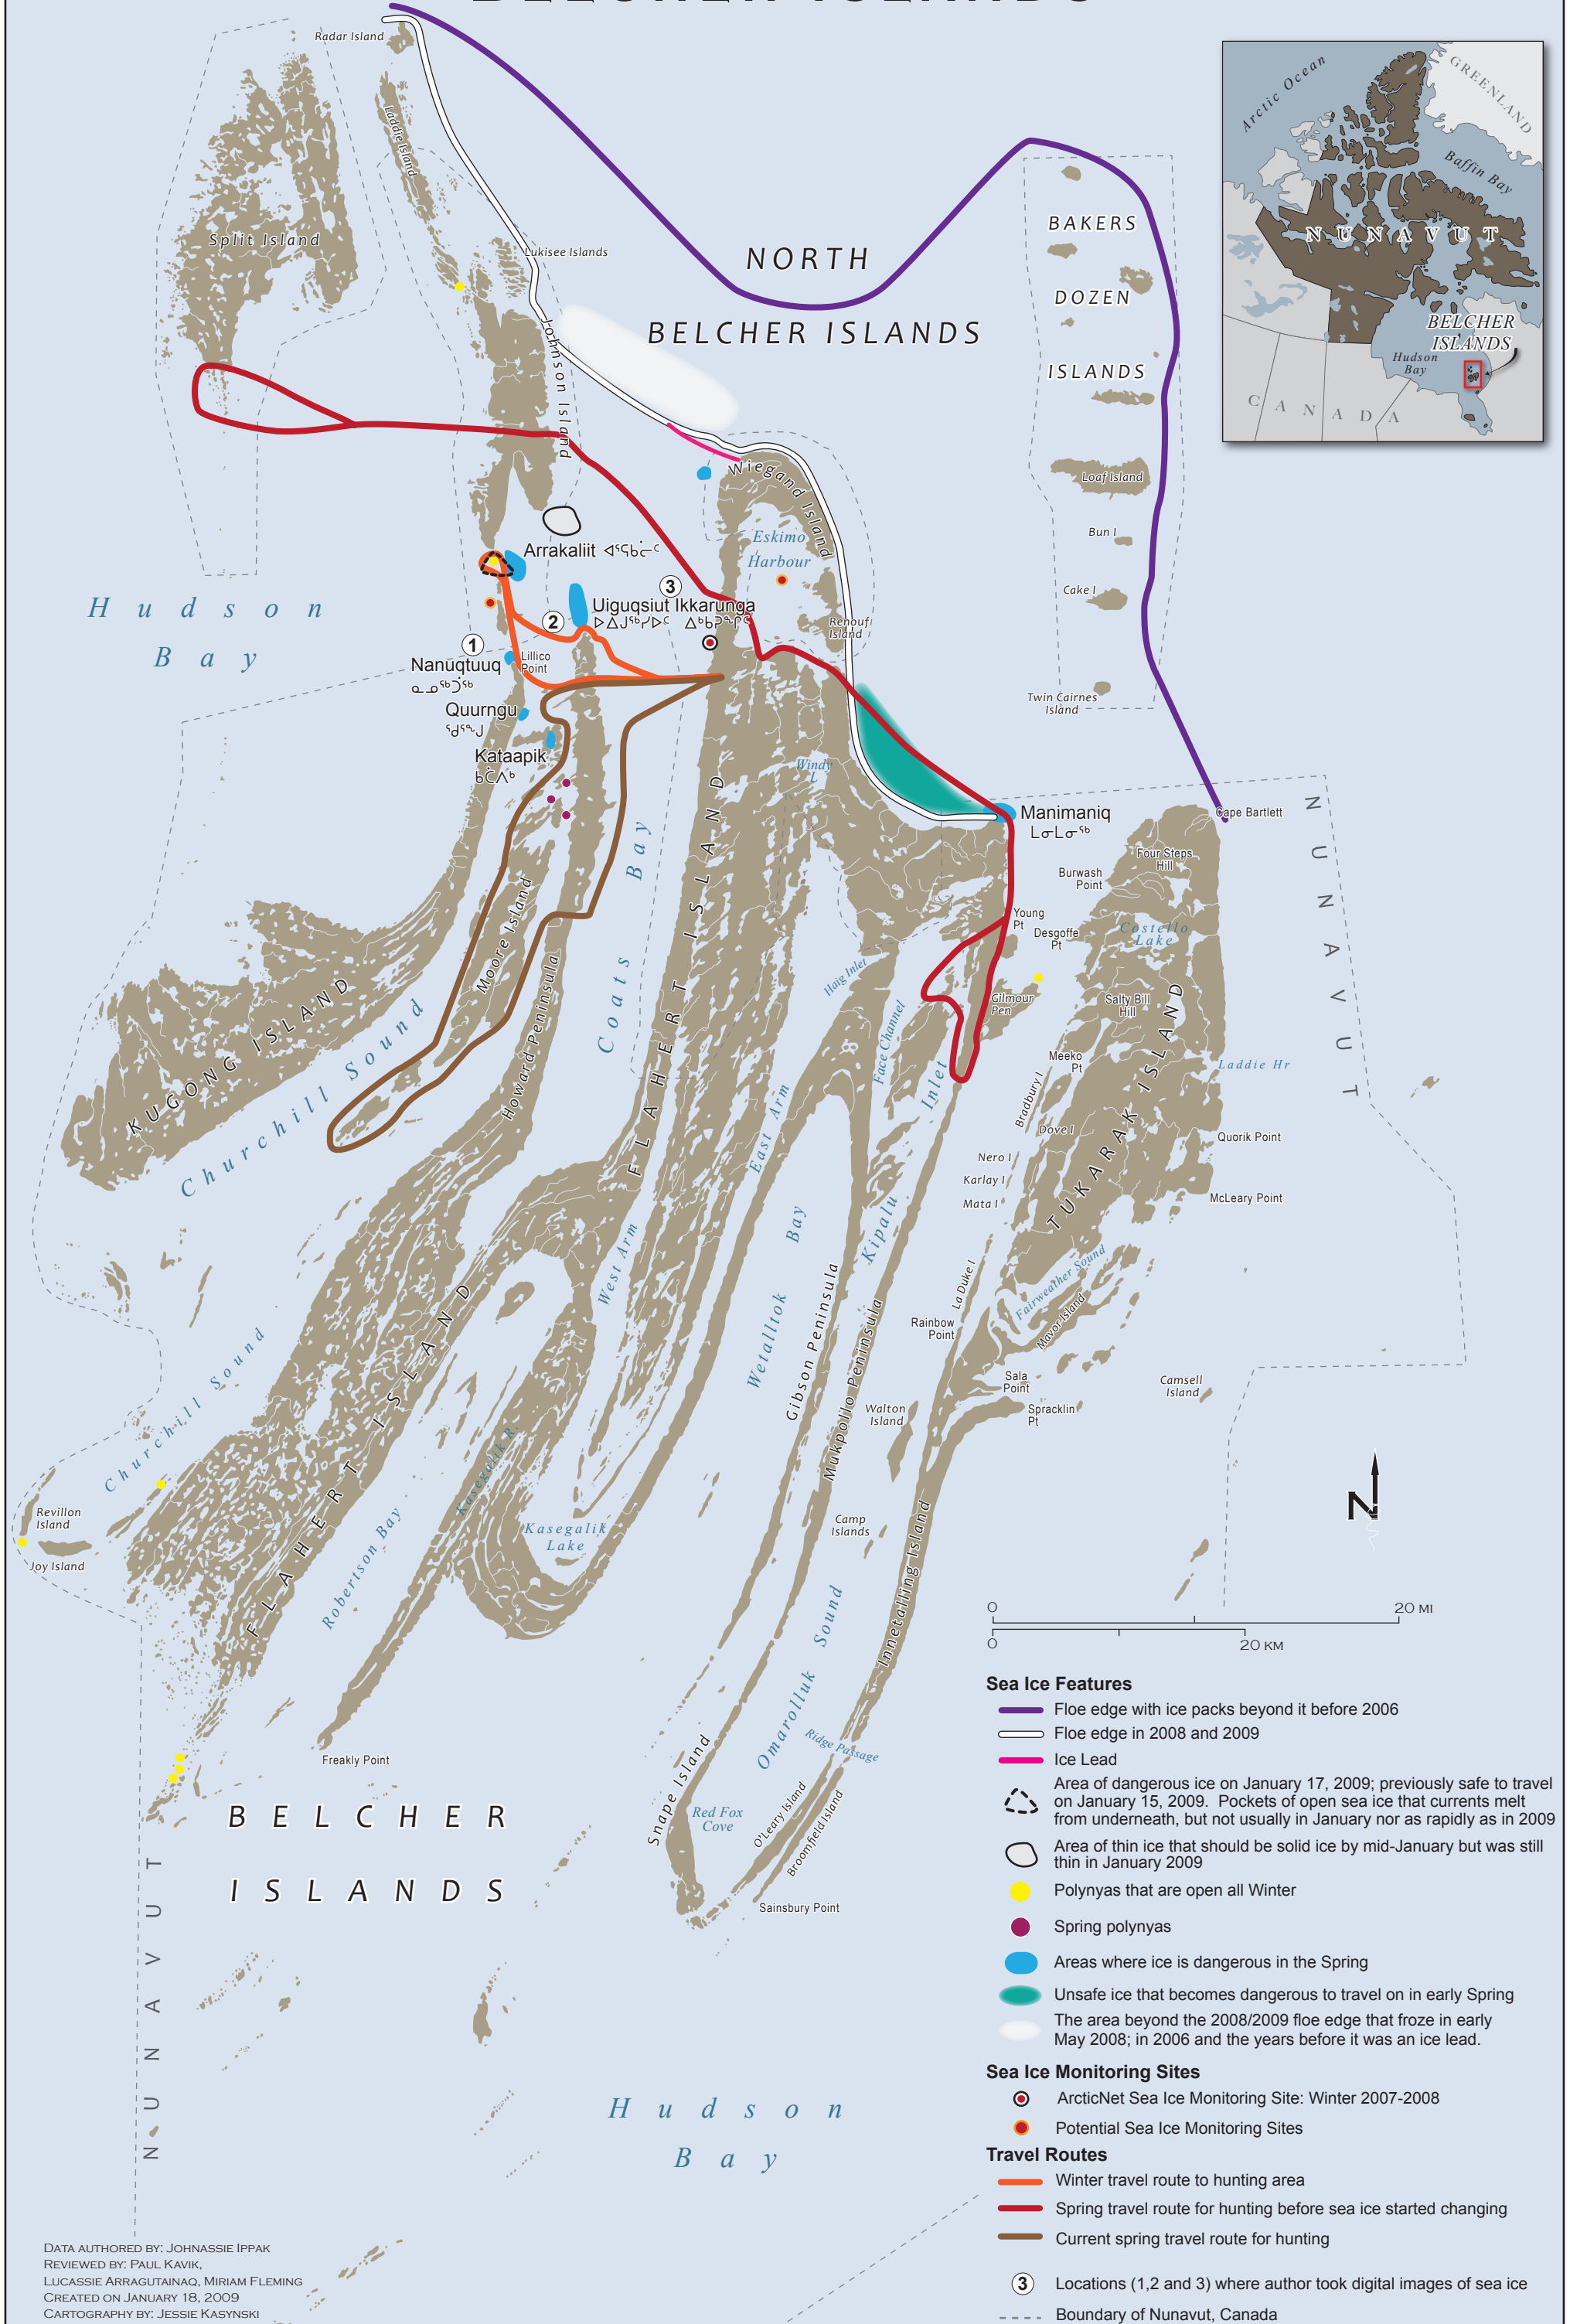 BELCHER ISLANDS
Radar Island
Laddie Island
Split Island
Lukisee Islands
Johnson Island
NORTH
BELCHER ISLANDS
BAKERS
DOZEN
ISLANDS
Loaf Island
Bun I
Cake I
Twin Cairnes
Island
Arctic Ocean
GREENLAND
Baffin Bay
NUNAVUT
BELCHER
ISLANDS
Hudson
Bay
CANADA
Wiegand Island
Eskimo
Harbour
Renouf
Island
Arrakaliit ᐊᕐᕋᑲᓖᑦ
Hudson
Bay
3
Uiguqsiut Ikkarunga
2
1
Nanuqtuuq
ᓇᓄᖅᑑᖅ
Lillico
Point
Quurngu
ᖁᕐᖑ
Kataapik
ᑲᑖᐱᒃ
Windy
L
Manimaniq
ᒪᓂᒪᓂᖅ
Cape Bartlett
Four Steps
Hill
Burwash
Point
Young
Pt
Desgoffe
Pt
Costello
Lake
Salty Bill
Hill
Gilmour
Pen
Meeko
Pt
Laddie Hr
Bradbury I
Dove I
Quorik Point
Nero I
Karlay I
Mata I
McLeary Point
TUKARAK ISLAND
NUNAVUT
Haig Inlet
Face Channel
Kipalu Inlet
Moore Island
Howard Peninsula
Coats Bay
FLAHERTY ISLAND
KUGONG ISLAND
Churchill Sound
East Arm
West Arm
Wetalltok Bay
Gibson Peninsula
Mukpollo Peninsula
La Duke I
Rainbow
Point
Fairweather Sound
Mavor Island
Sala
Point
Spracklin
Pt
Camsell
Island
Walton
Island
Camp
Islands
Innetalling Island
Churchill Sound
FLAHERTY ISLAND
Revillon
Island
Joy Island
Robertson Bay
Kasegalik R
Kasegalik
Lake
Freakly Point
Omarolluk Sound
Ridge Passage
Snape Island
Red Fox
Cove
O'Leary Island
Broomfield Island
Sainsbury Point
BELCHER
ISLANDS
NUNAVUT
Hudson
Bay
N
0 20 MI
0 20 KM
Sea Ice Features
Floe edge with ice packs beyond it before 2006
Floe edge in 2008 and 2009
Ice Lead
Area of dangerous ice on January 17, 2009; previously safe to travel
on January 15, 2009. Pockets of open sea ice that currents melt
from underneath, but not usually in January nor as rapidly as in 2009
Area of thin ice that should be solid ice by mid-January but was still
thin in January 2009
Polynyas that are open all Winter
Spring polynyas
Areas where ice is dangerous in the Spring
Unsafe ice that becomes dangerous to travel on in early Spring
The area beyond the 2008/2009 floe edge that froze in early
May 2008; in 2006 and the years before it was an ice lead.
Sea Ice Monitoring Sites
ArcticNet Sea Ice Monitoring Site: Winter 2007-2008
Potential Sea Ice Monitoring Sites
Travel Routes
Winter travel route to hunting area
Spring travel route for hunting before sea ice started changing
Current spring travel route for hunting
3 Locations (1,2 and 3) where author took digital images of sea ice
Boundary of Nunavut, Canada
DATA AUTHORED BY: JOHNASSIE IPPAK
REVIEWED BY: PAUL KAVIK,
LUCASSIE ARRAGUTAINAQ, MIRIAM FLEMING
CREATED ON JANUARY 18, 2009
CARTOGRAPHY BY: JESSIE KASYNSKI